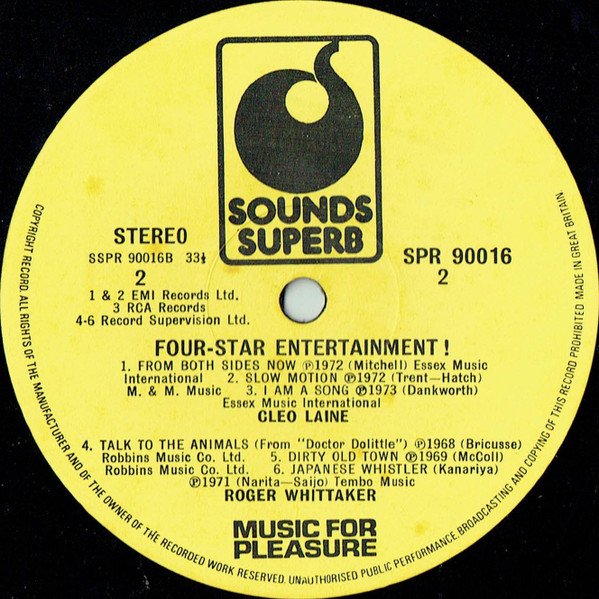 SOUNDS
SUPERB
STEREO
SSPR 90016B 33⅓
2
1 & 2 EMI Records Ltd.
3 RCA Records
4-6 Record Supervision Ltd.
SPR 90016
2
FOUR-STAR ENTERTAINMENT!
1. FROM BOTH SIDES NOW ℗1972 (Mitchell) Essex Music
International 2. SLOW MOTION ℗1972 (Trent—Hatch)
M. & M. Music 3. I AM A SONG ℗1973 (Dankworth)
Essex Music International
CLEO LAINE
4. TALK TO THE ANIMALS (From "Doctor Dolittle") ℗1968 (Bricusse)
Robbins Music Co. Ltd. 5. DIRTY OLD TOWN ℗1969 (McColl)
Robbins Music Co. Ltd. 6. JAPANESE WHISTLER (Kanariya)
℗1971 (Narita—Saijo) Tembo Music
ROGER WHITTAKER
MUSIC FOR
PLEASURE
COPYRIGHT RECORD. ALL RIGHTS OF THE MANUFACTURER AND OF THE OWNER OF THE RECORDED WORK RESERVED. UNAUTHORISED PUBLIC PERFORMANCE, BROADCASTING AND COPYING OF THIS RECORD PROHIBITED MADE IN GREAT BRITAIN.